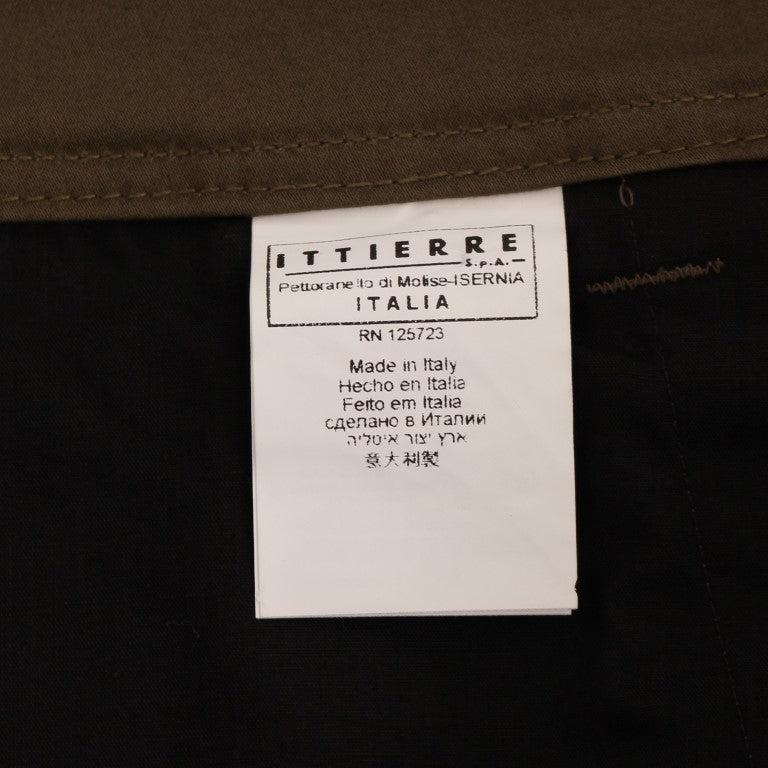 ITTIERRE
S.p.A.
Pettoranello di Molise-ISERNIA
ITALIA
RN 125723
Made in Italy
Hecho en Italia
Feito em Italia
сделано в Италии
ארץ יצור איטליה
意大利製